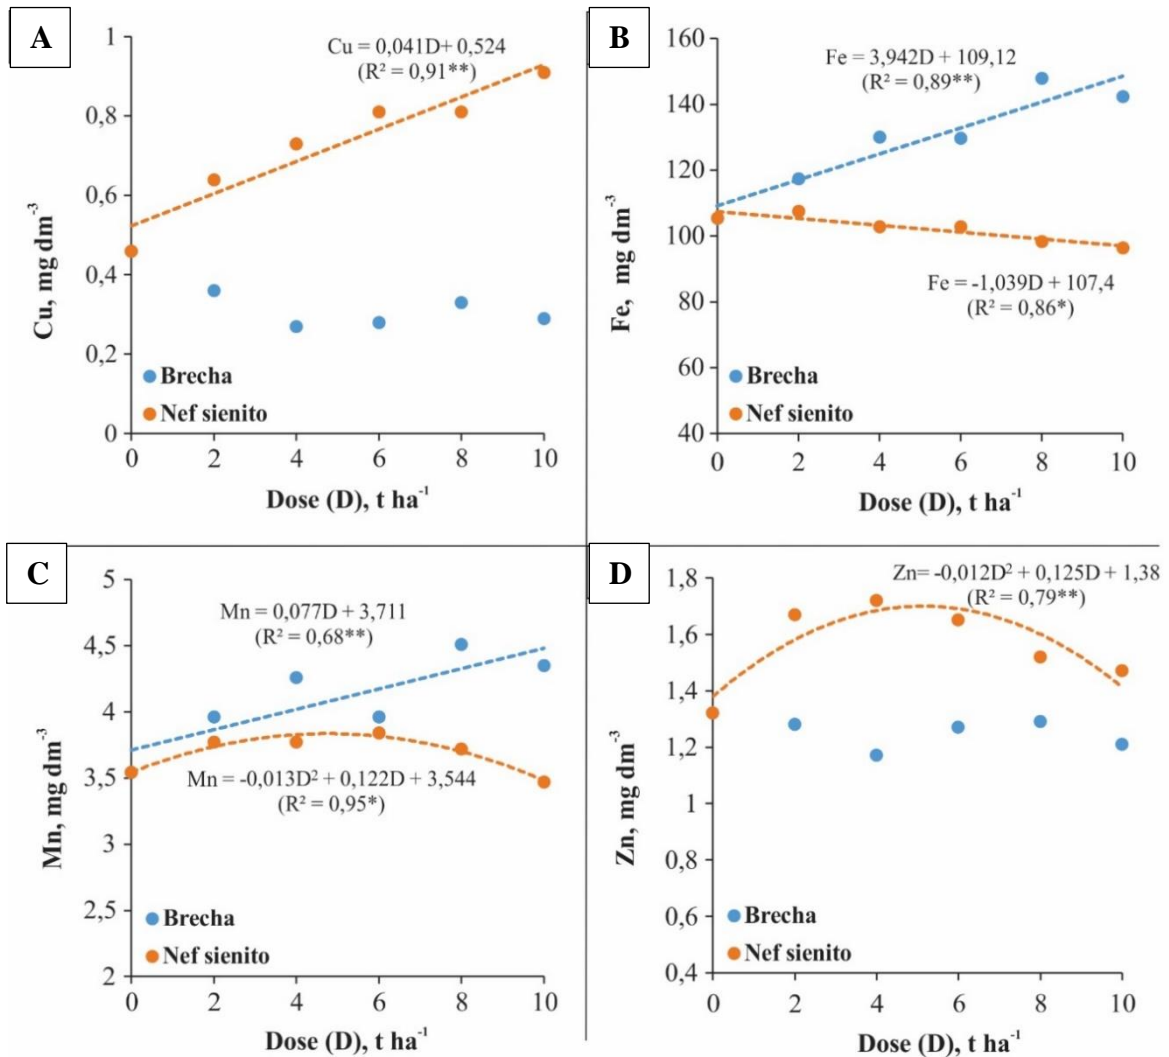 A
Cu = 0,041D+ 0,524
(R² = 0,91**)
1
0,8
0,6
0,4
0,2
0
Cu, mg dm⁻³
Brecha
Nef sienito
0 2 4 6 8 10
Dose (D), t ha⁻¹
B
Fe = 3,942D + 109,12
(R² = 0,89**)
160
140
120
100
80
60
40
Fe, mg dm⁻³
Fe = -1,039D + 107,4
(R² = 0,86*)
Brecha
Nef sienito
0 2 4 6 8 10
Dose (D), t ha⁻¹
C
Mn = 0,077D + 3,711
(R² = 0,68**)
5
4,5
4
3,5
3
2,5
2
Mn, mg dm⁻³
Mn = -0,013D² + 0,122D + 3,544
(R² = 0,95*)
Brecha
Nef sienito
0 2 4 6 8 10
Dose (D), t ha⁻¹
D
Zn= -0,012D² + 0,125D + 1,38
(R² = 0,79**)
1,8
1,6
1,4
1,2
1
0,8
0,6
0,4
Zn, mg dm⁻³
Brecha
Nef sienito
0 2 4 6 8 10
Dose (D), t ha⁻¹